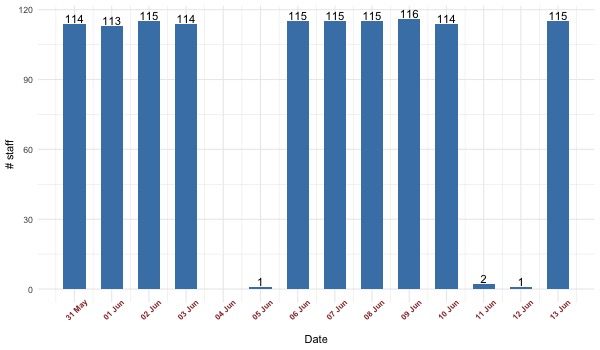 120
90
60
30
0
# staff
114
113
115
114
1
115
115
115
116
114
2
1
115
31 May
01 Jun
02 Jun
03 Jun
04 Jun
05 Jun
06 Jun
07 Jun
08 Jun
09 Jun
10 Jun
11 Jun
12 Jun
13 Jun
Date